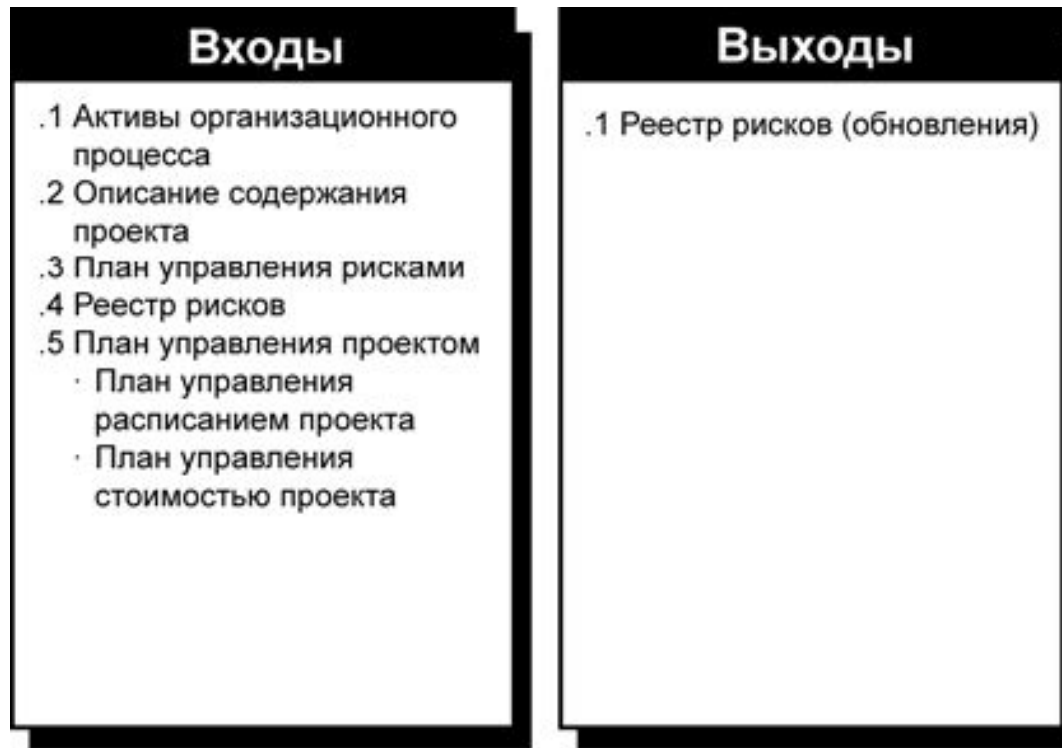 Входы
.1 Активы организационного
процесса
.2 Описание содержания
проекта
.3 План управления рисками
.4 Реестр рисков
.5 План управления проектом
· План управления
расписанием проекта
· План управления
стоимостью проекта
Выходы
.1 Реестр рисков (обновления)